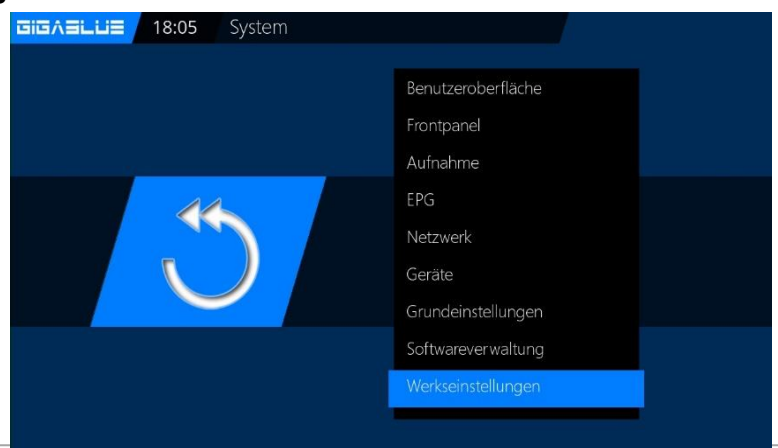 GIGABLUE 18:05 System
Benutzeroberfläche
Frontpanel
Aufnahme
EPG
Netzwerk
Geräte
Grundeinstellungen
Softwareverwaltung
Werkseinstellungen